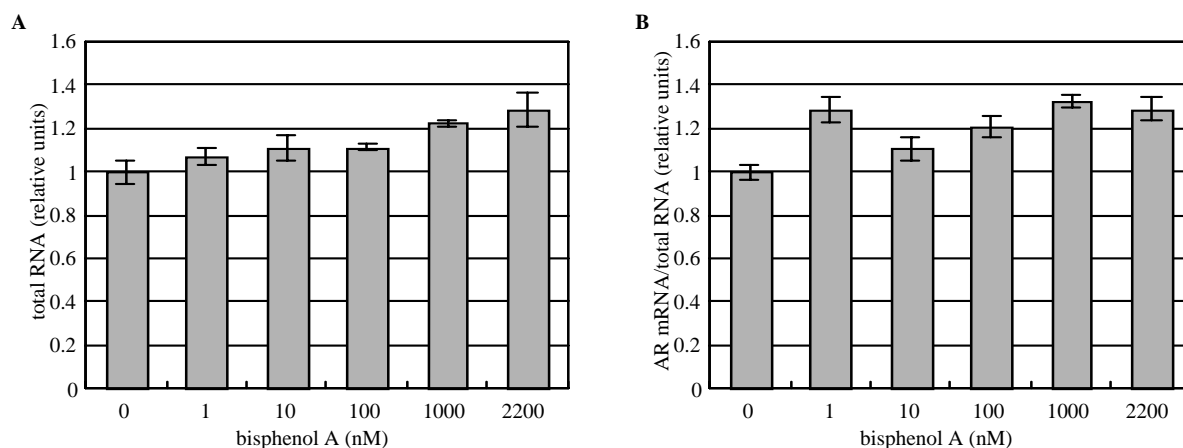 A
total RNA (relative units)
1.6
1.4
1.2
1
0.8
0.6
0.4
0.2
0
0 1 10 100 1000 2200
bisphenol A (nM)
B
AR mRNA/total RNA (relative units)
1.6
1.4
1.2
1
0.8
0.6
0.4
0.2
0
0 1 10 100 1000 2200
bisphenol A (nM)